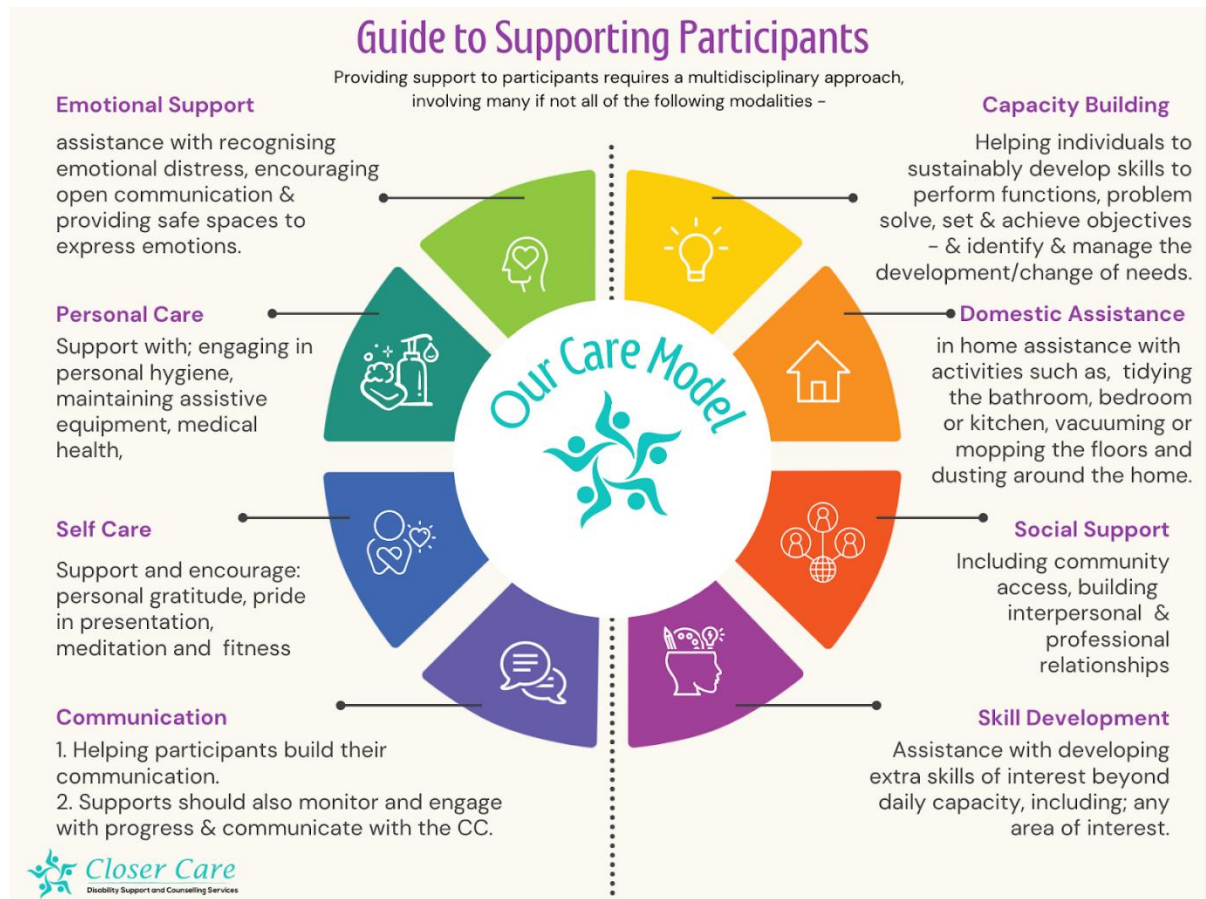 Guide to Supporting Participants
Providing support to participants requires a multidisciplinary approach,
involving many if not all of the following modalities -
Emotional Support
assistance with recognising
emotional distress, encouraging
open communication &
providing safe spaces to
express emotions.
Personal Care
Support with; engaging in
personal hygiene,
maintaining assistive
equipment, medical
health,
Self Care
Support and encourage:
personal gratitude, pride
in presentation,
meditation and fitness
Communication
1. Helping participants build their
communication.
2. Supports should also monitor and engage
with progress & communicate with the CC.
Our Care Model
Capacity Building
Helping individuals to
sustainably develop skills to
perform functions, problem
solve, set & achieve objectives
- & identify & manage the
development/change of needs.
Domestic Assistance
in home assistance with
activities such as, tidying
the bathroom, bedroom
or kitchen, vacuuming or
mopping the floors and
dusting around the home.
Social Support
Including community
access, building
interpersonal &
professional
relationships
Skill Development
Assistance with developing
extra skills of interest beyond
daily capacity, including; any
area of interest.
Closer Care
Disability Support and Counselling Services